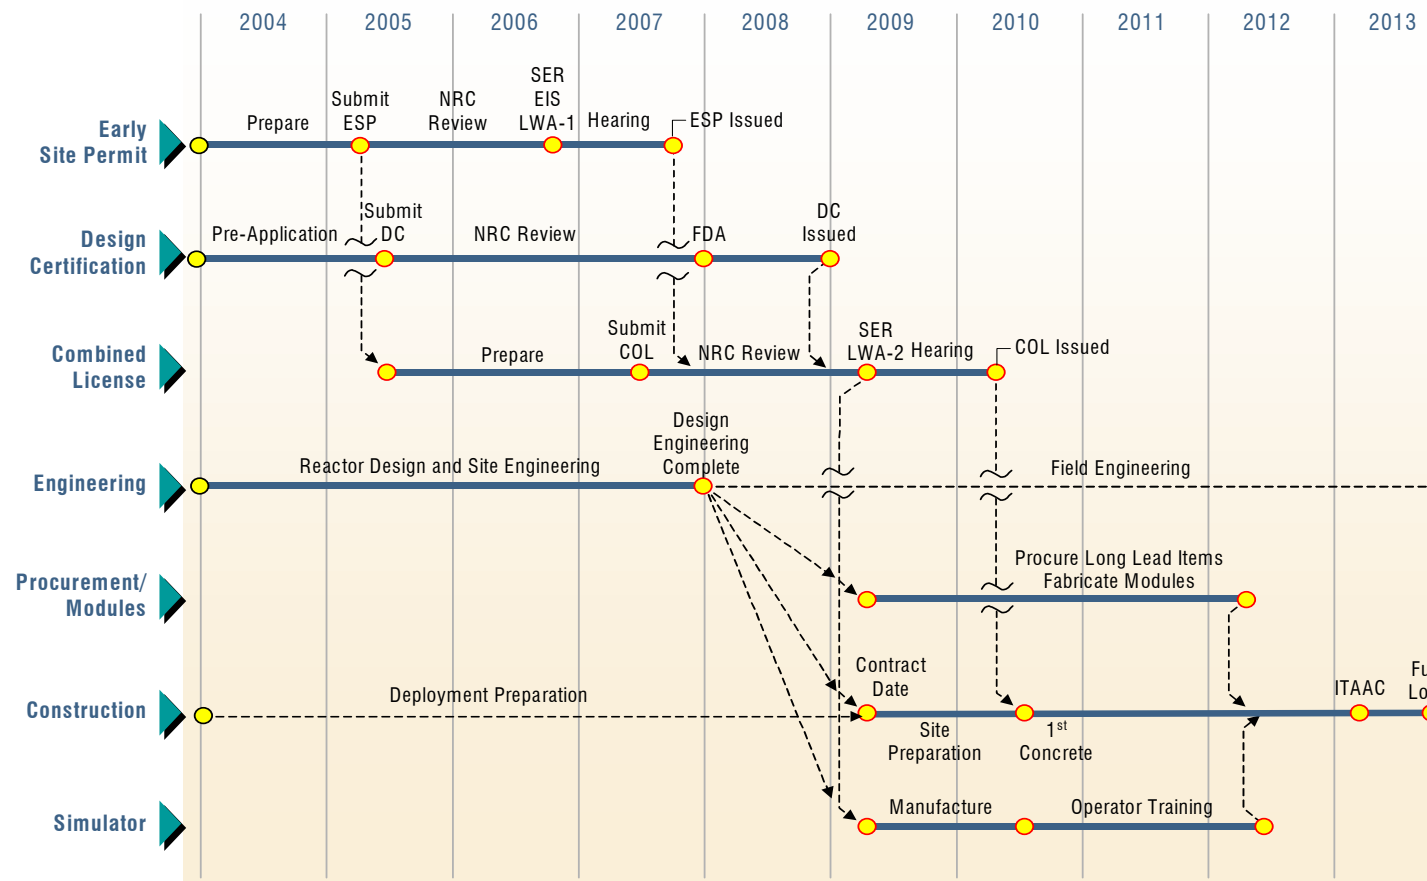 2004 2005 2006 2007 2008 2009 2010 2011 2012 2013
Early
Site Permit
Prepare
Submit
ESP
NRC
Review
SER
EIS
LWA-1
Hearing
ESP Issued
Design
Certification
Pre-Application
Submit
DC
NRC Review
FDA
DC
Issued
Combined
License
Prepare
Submit
COL
NRC Review
SER
LWA-2
Hearing
COL Issued
Engineering
Reactor Design and Site Engineering
Design
Engineering
Complete
Field Engineering
Procurement/
Modules
Procure Long Lead Items
Fabricate Modules
Construction
Deployment Preparation
Contract
Date
Site
Preparation
1st
Concrete
ITAAC
Simulator
Manufacture
Operator Training